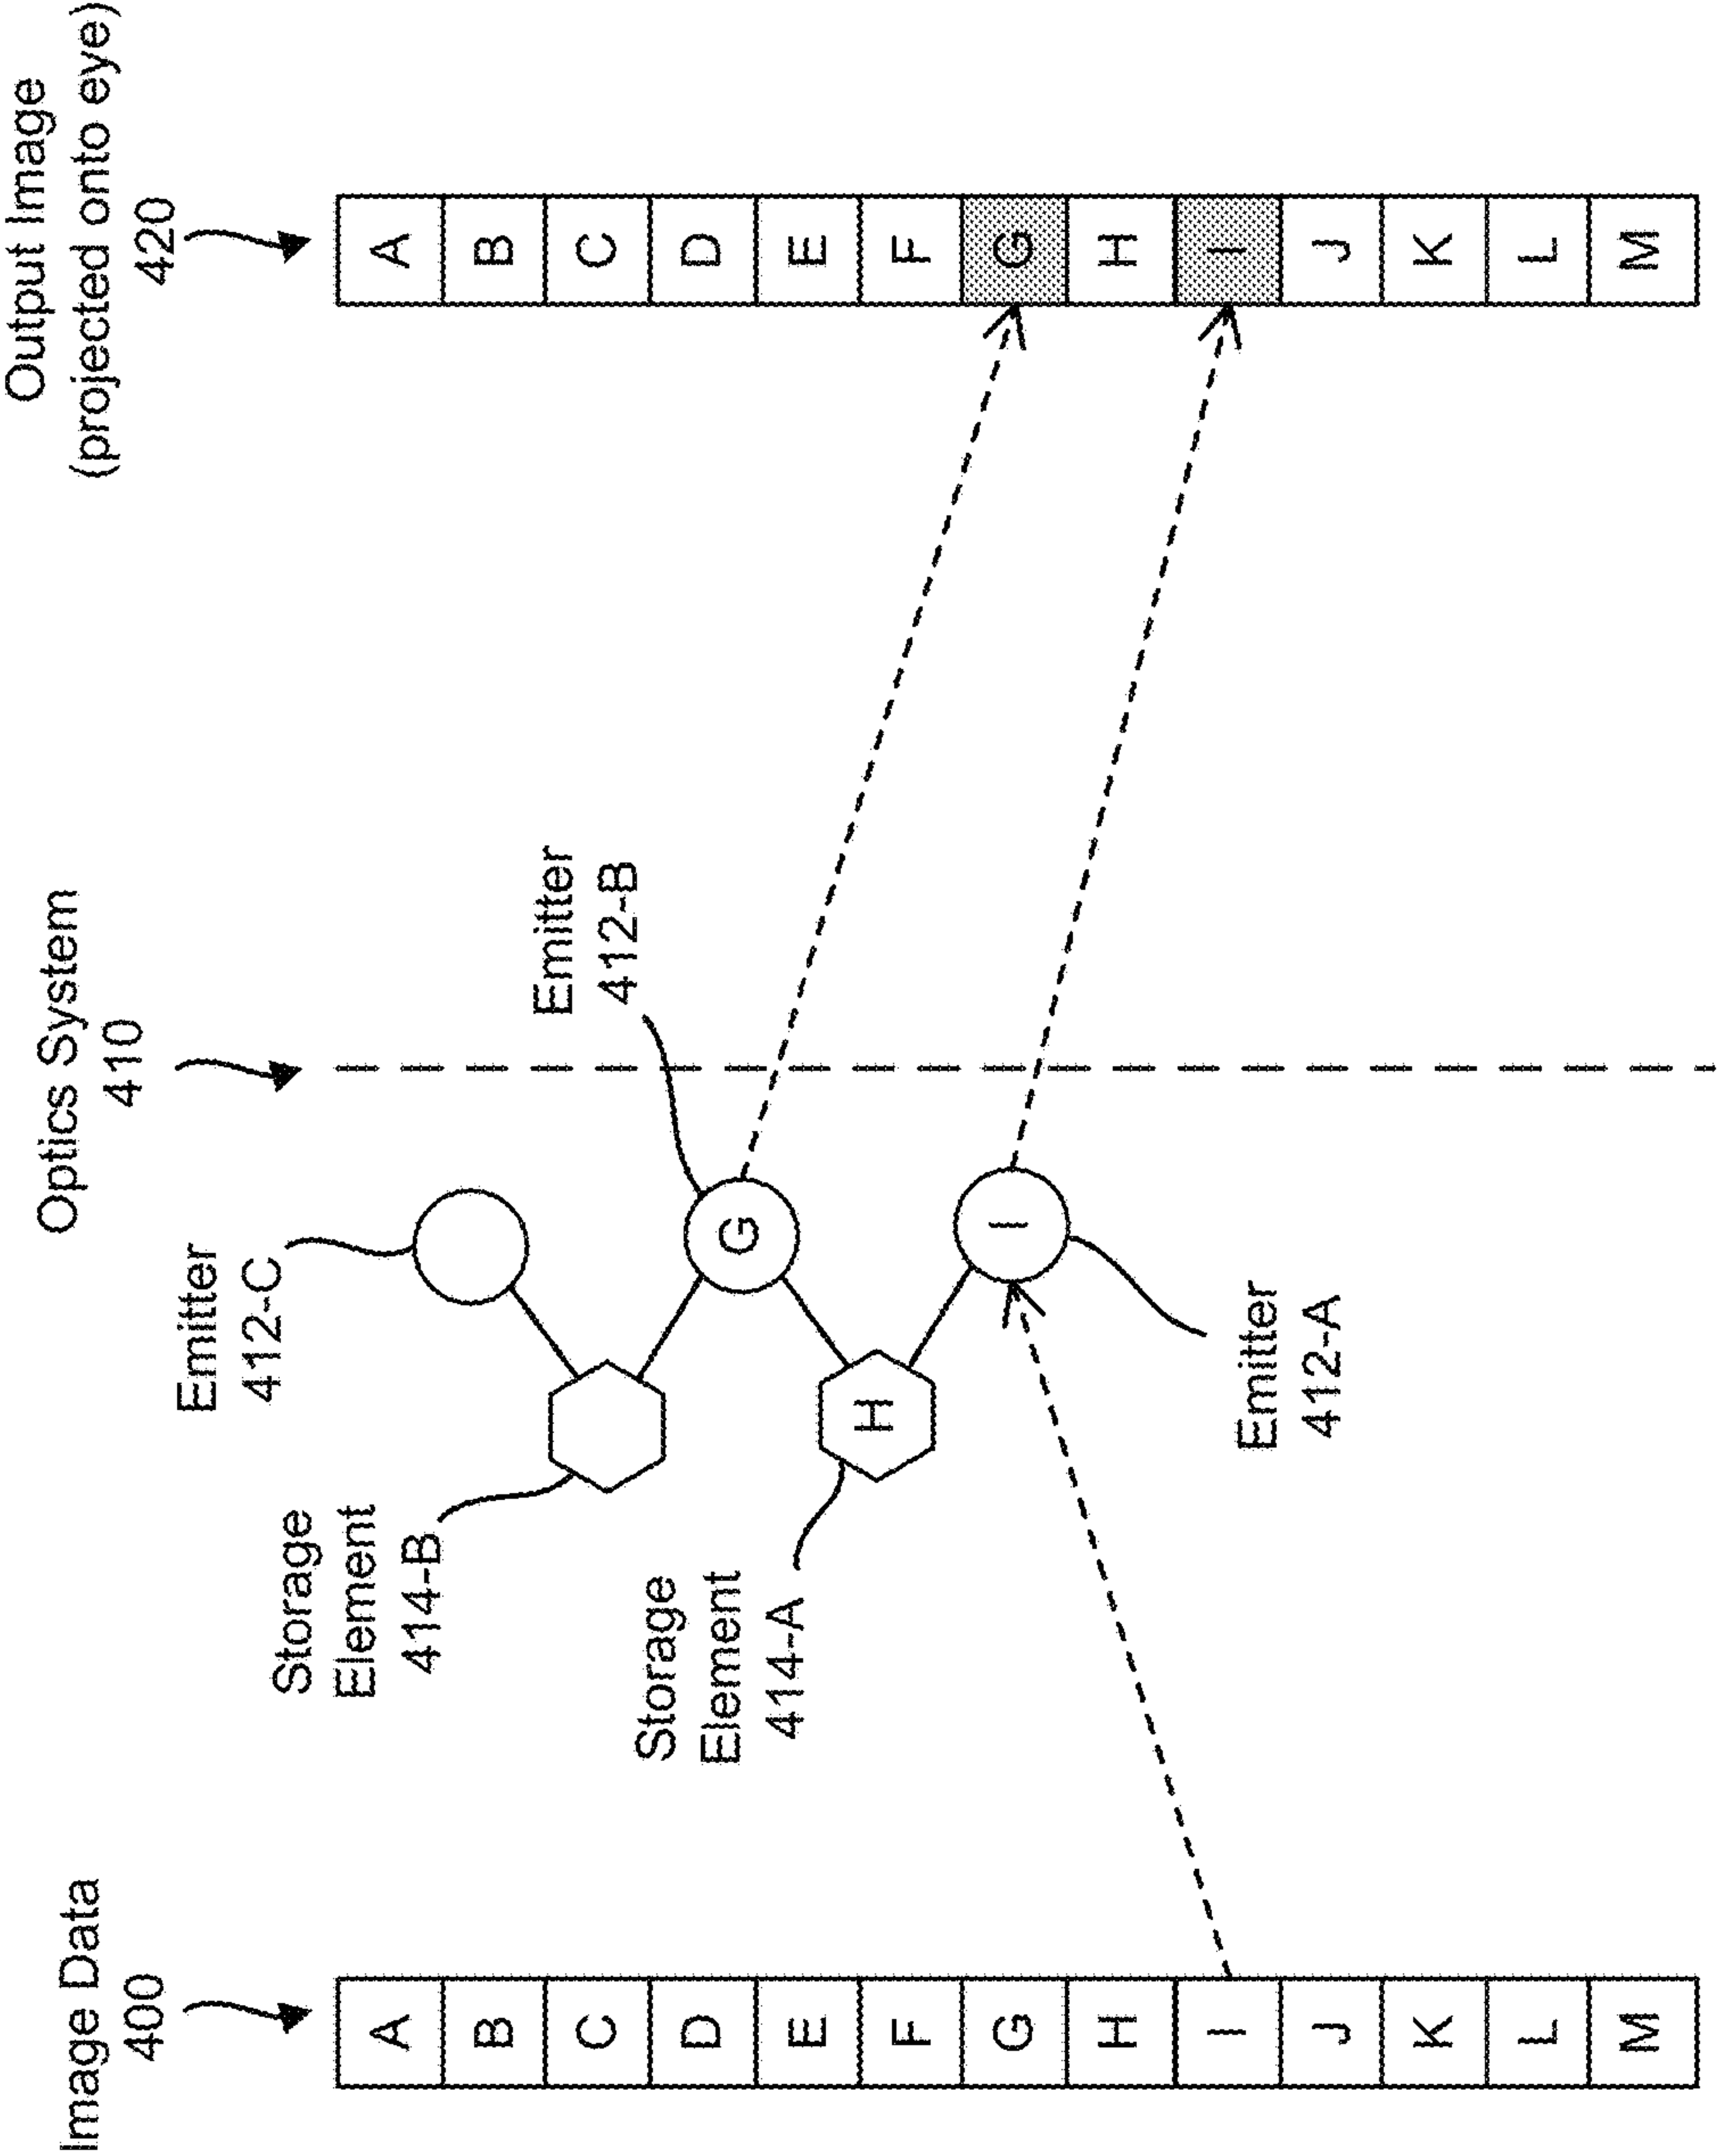 Image Data
400
A
B
C
D
E
F
G
H
I
J
K
L
M
Storage
Element
414-B
Storage
Element
414-A
H
Emitter
412-C
G
I
Emitter
412-A
Optics System
410
Emitter
412-B
Output Image
(projected onto eye)
420
A
B
C
D
E
F
G
H
I
J
K
L
M